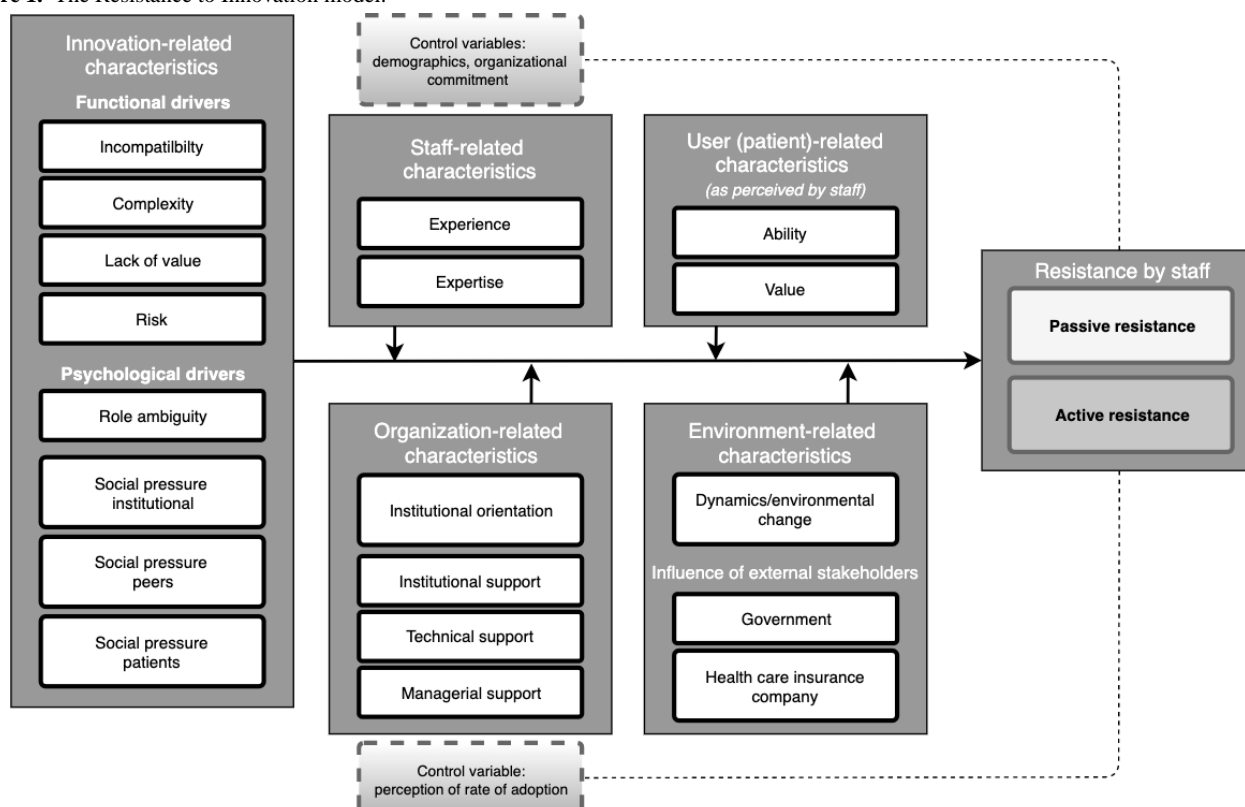 The Resistance to Innovation model.
Innovation-related
characteristics
Functional drivers
Incompatilbilty
Complexity
Lack of value
Risk
Psychological drivers
Role ambiguity
Social pressure
institutional
Social pressure
peers
Social pressure
patients
Control variables:
demographics, organizational
commitment
Staff-related
characteristics
Experience
Expertise
User (patient)-related
characteristics
(as perceived by staff)
Ability
Value
Organization-related
characteristics
Institutional orientation
Institutional support
Technical support
Managerial support
Environment-related
characteristics
Dynamics/environmental
change
Influence of external stakeholders
Government
Health care insurance
company
Control variable:
perception of rate of adoption
Resistance by staff
Passive resistance
Active resistance